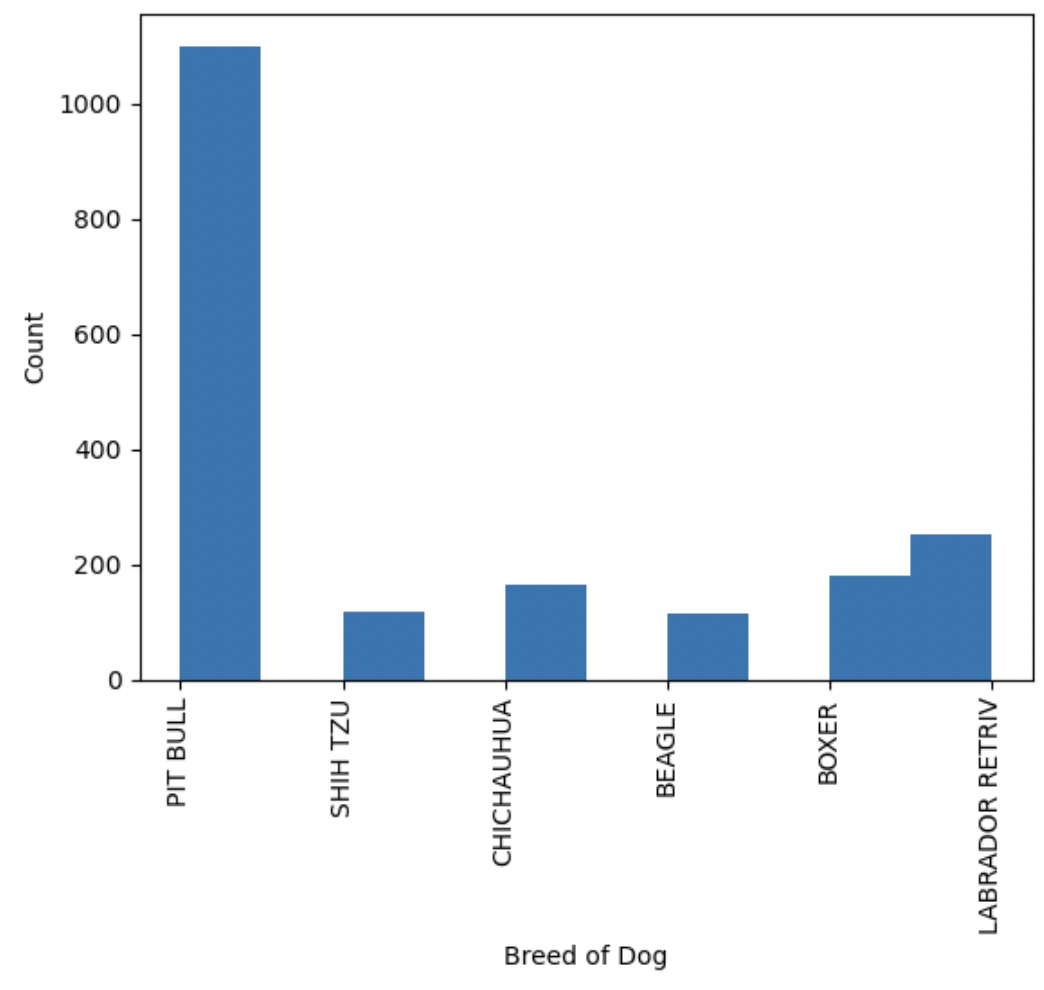 1000
800
600
400
200
0
Count
PIT BULL
SHIH TZU
CHICHAUHUA
BEAGLE
BOXER
LABRADOR RETRIV
Breed of Dog